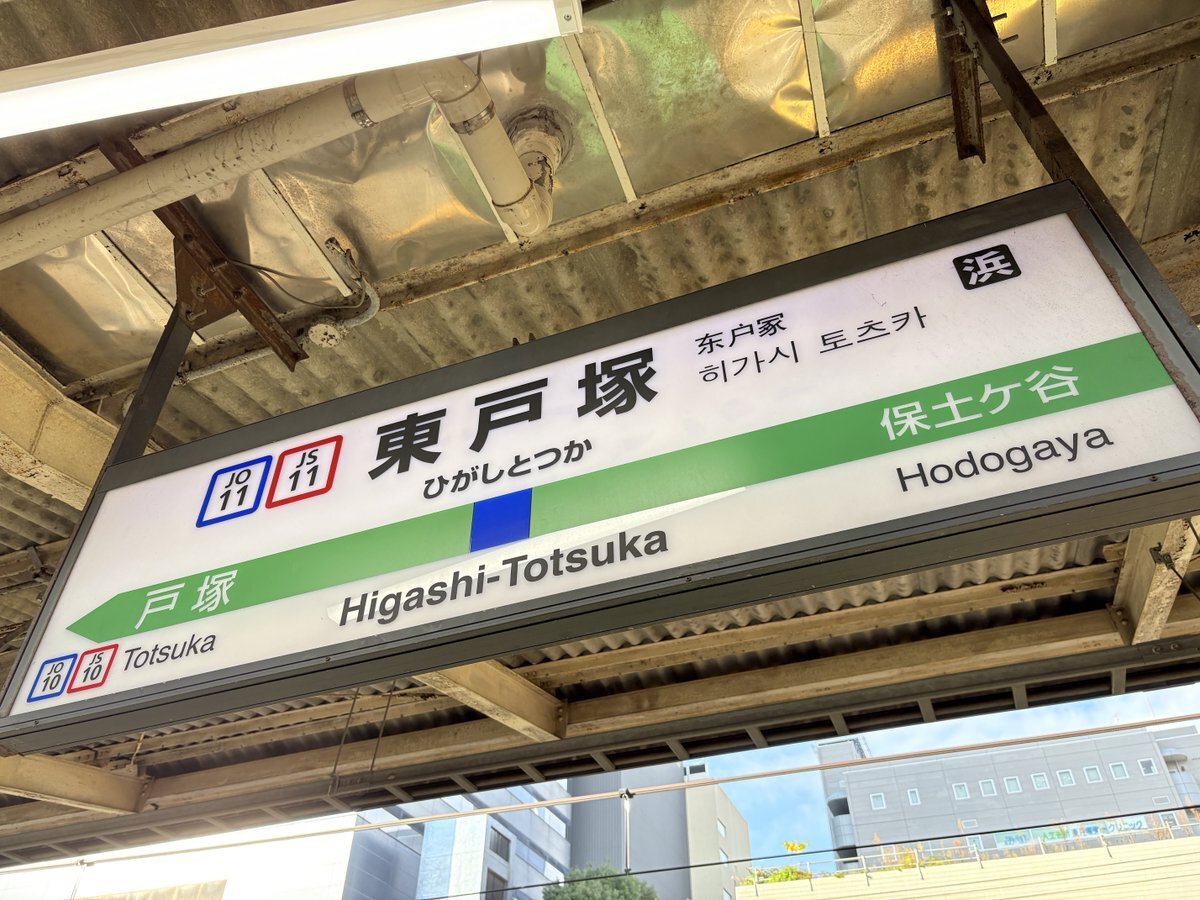 浜
JO 11
JS 11
東戸塚
东户冢
히가시 토츠카
ひがしとつか
保土ケ谷
Hodogaya
戸塚
Higashi-Totsuka
JO 10
JS 10
Totsuka